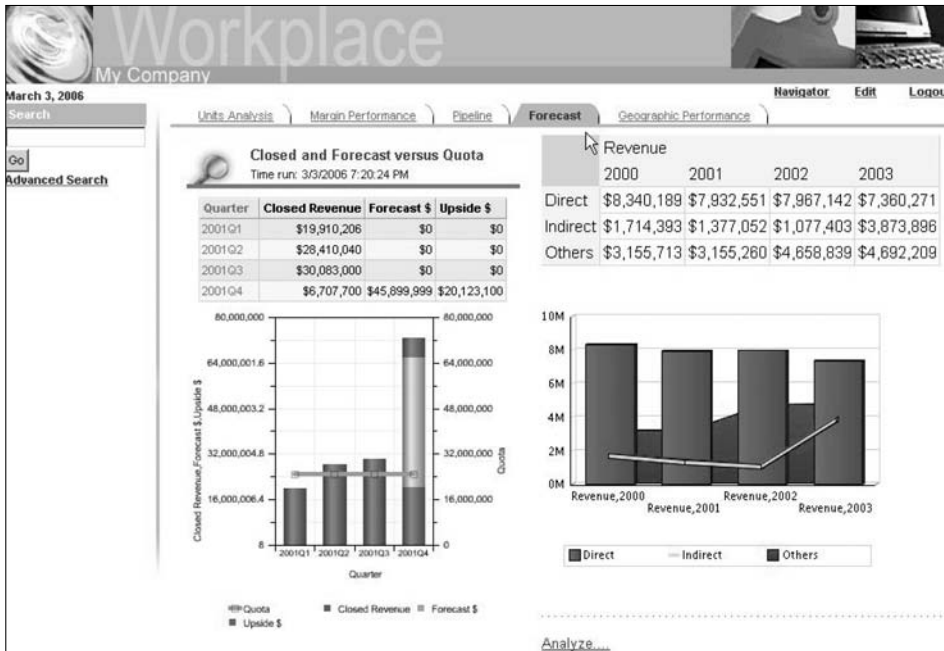 Workplace
My Company
March 3, 2006
Navigator Edit Logou
Search
Go
Advanced Search
Units Analysis Margin Performance Pipeline Forecast Geographic Performance
Closed and Forecast versus Quota
Time run: 3/3/2006 7:20:24 PM
Quarter Closed Revenue Forecast $ Upside $
2001Q1 $19,910,206 $0 $0
2001Q2 $28,410,040 $0 $0
2001Q3 $30,083,000 $0 $0
2001Q4 $6,707,700 $45,899,999 $20,123,100
80,000,000 80,000,000
64,000,001.6 64,000,000
48,000,003.2 48,000,000
32,000,004.8 32,000,000
16,000,006.4 16,000,000
8 0
Closed Revenue,Forecast $,Upside $
Quota
2001Q1 2001Q2 2001Q3 2001Q4
Quarter
Quota Closed Revenue Forecast $
Upside $
Revenue
2000 2001 2002 2003
Direct $8,340,189 $7,932,551 $7,967,142 $7,360,271
Indirect $1,714,393 $1,377,052 $1,077,403 $3,873,896
Others $3,155,713 $3,155,260 $4,658,839 $4,692,209
10M
8M
6M
4M
2M
0M
Revenue,2000 Revenue,2002
Revenue,2001 Revenue,2003
Direct Indirect Others
Analyze....